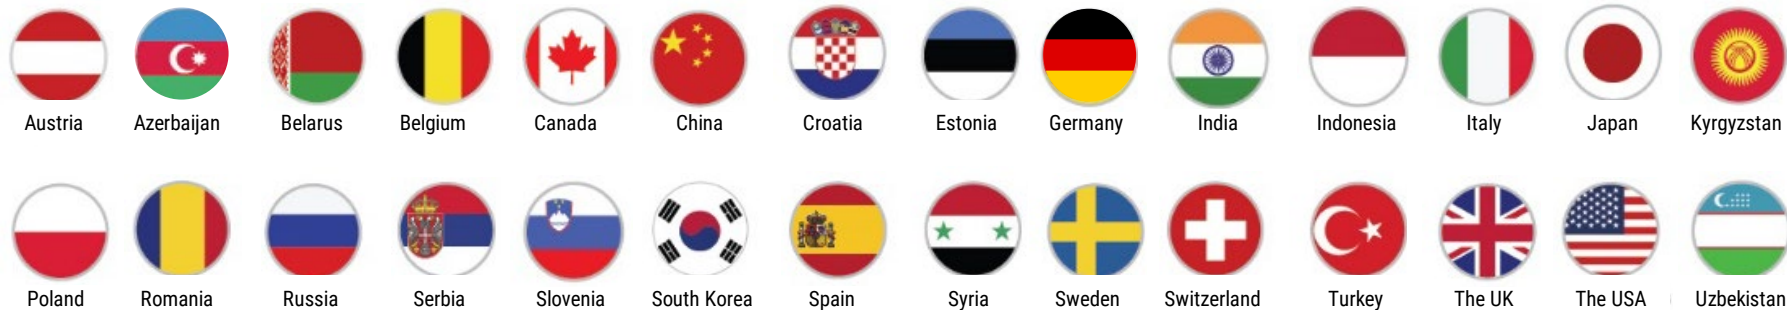 Austria Azerbaijan Belarus Belgium Canada China Croatia Estonia Germany India Indonesia Italy Japan Kyrgyzstan
Poland Romania Russia Serbia Slovenia South Korea Spain Syria Sweden Switzerland Turkey The UK The USA Uzbekistan